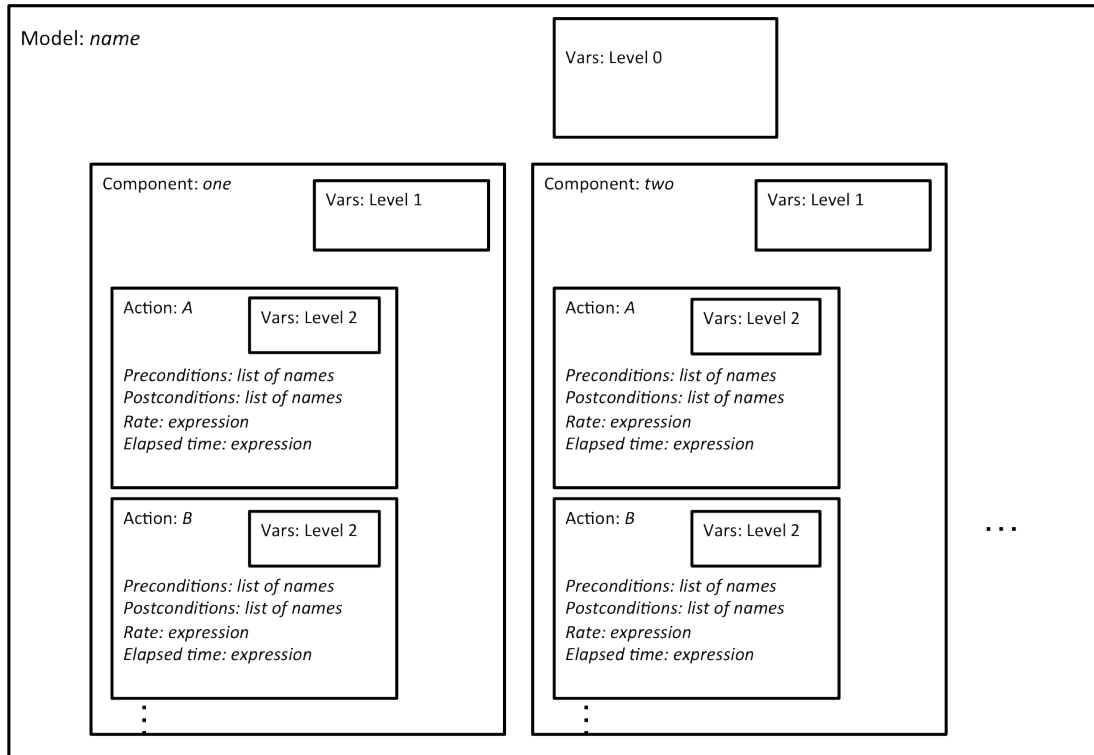 Model: name
Vars: Level 0
Component: one
Vars: Level 1
Action: A
Vars: Level 2
Preconditions: list of names
Postconditions: list of names
Rate: expression
Elapsed time: expression
Action: B
Vars: Level 2
Preconditions: list of names
Postconditions: list of names
Rate: expression
Elapsed time: expression
⋮
Component: two
Vars: Level 1
Action: A
Vars: Level 2
Preconditions: list of names
Postconditions: list of names
Rate: expression
Elapsed time: expression
Action: B
Vars: Level 2
Preconditions: list of names
Postconditions: list of names
Rate: expression
Elapsed time: expression
⋮
...